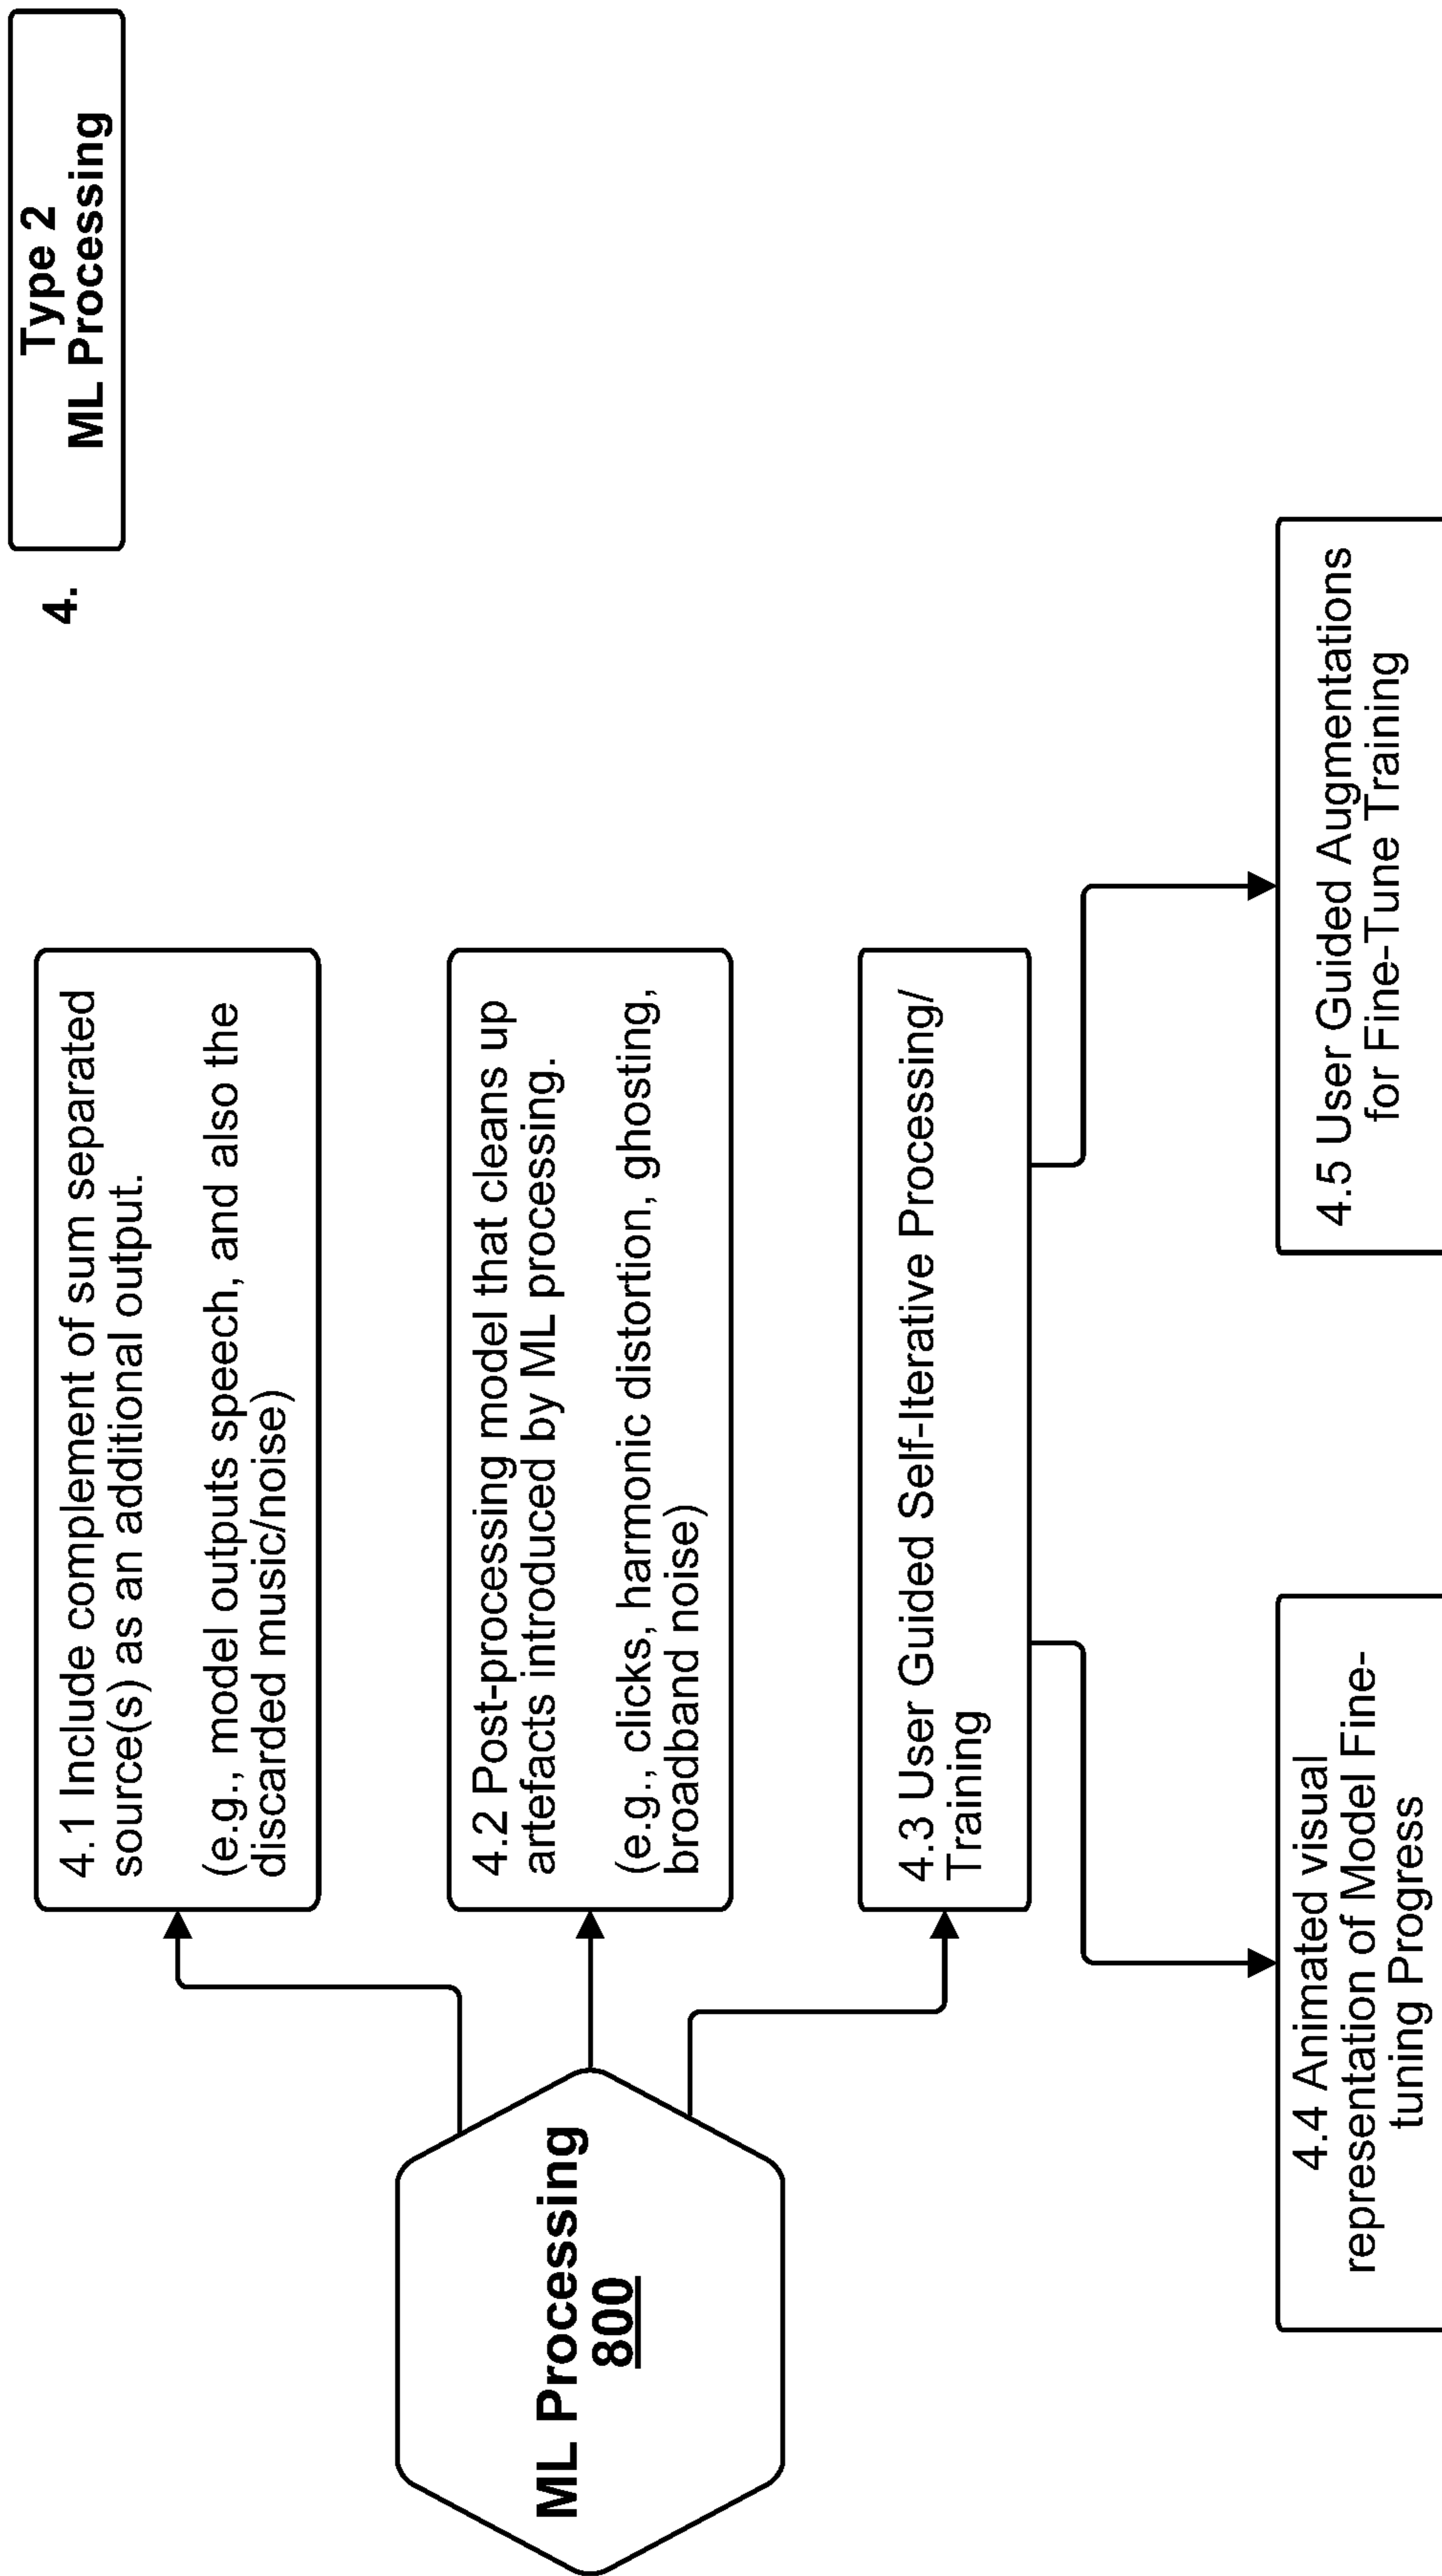 4.
Type 2
ML Processing
ML Processing
800
4.1 Include complement of sum separated
source(s) as an additional output.
(e.g., model outputs speech, and also the
discarded music/noise)
4.2 Post-processing model that cleans up
artefacts introduced by ML processing.
(e.g., clicks, harmonic distortion, ghosting,
broadband noise)
4.3 User Guided Self-Iterative Processing/
Training
4.4 Animated visual
representation of Model Fine-
tuning Progress
4.5 User Guided Augmentations
for Fine-Tune Training